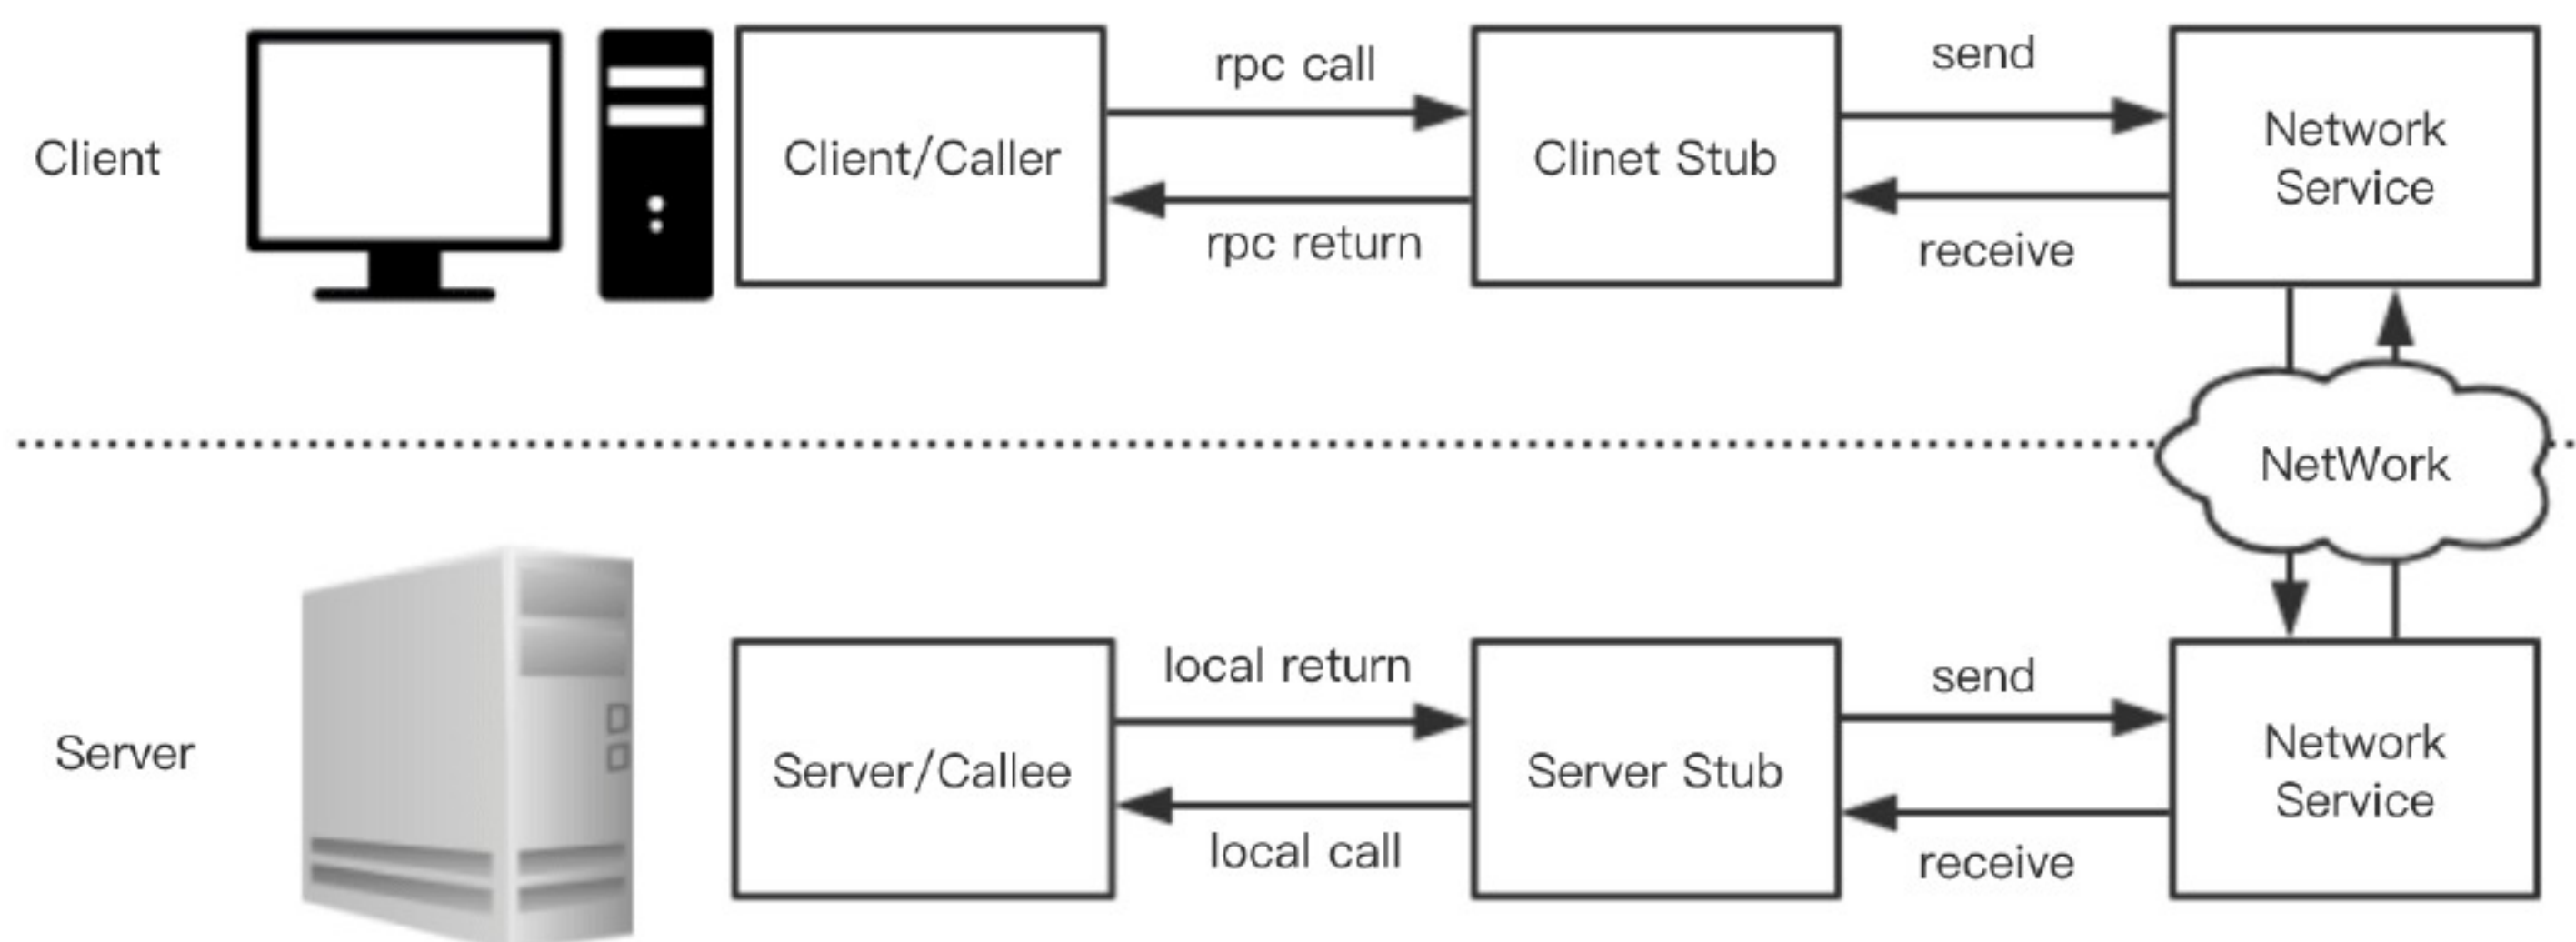 Client
Client/Caller
rpc call
rpc return
Clinet Stub
send
receive
Network
Service
NetWork
Server
Server/Callee
local return
local call
Server Stub
send
receive
Network
Service